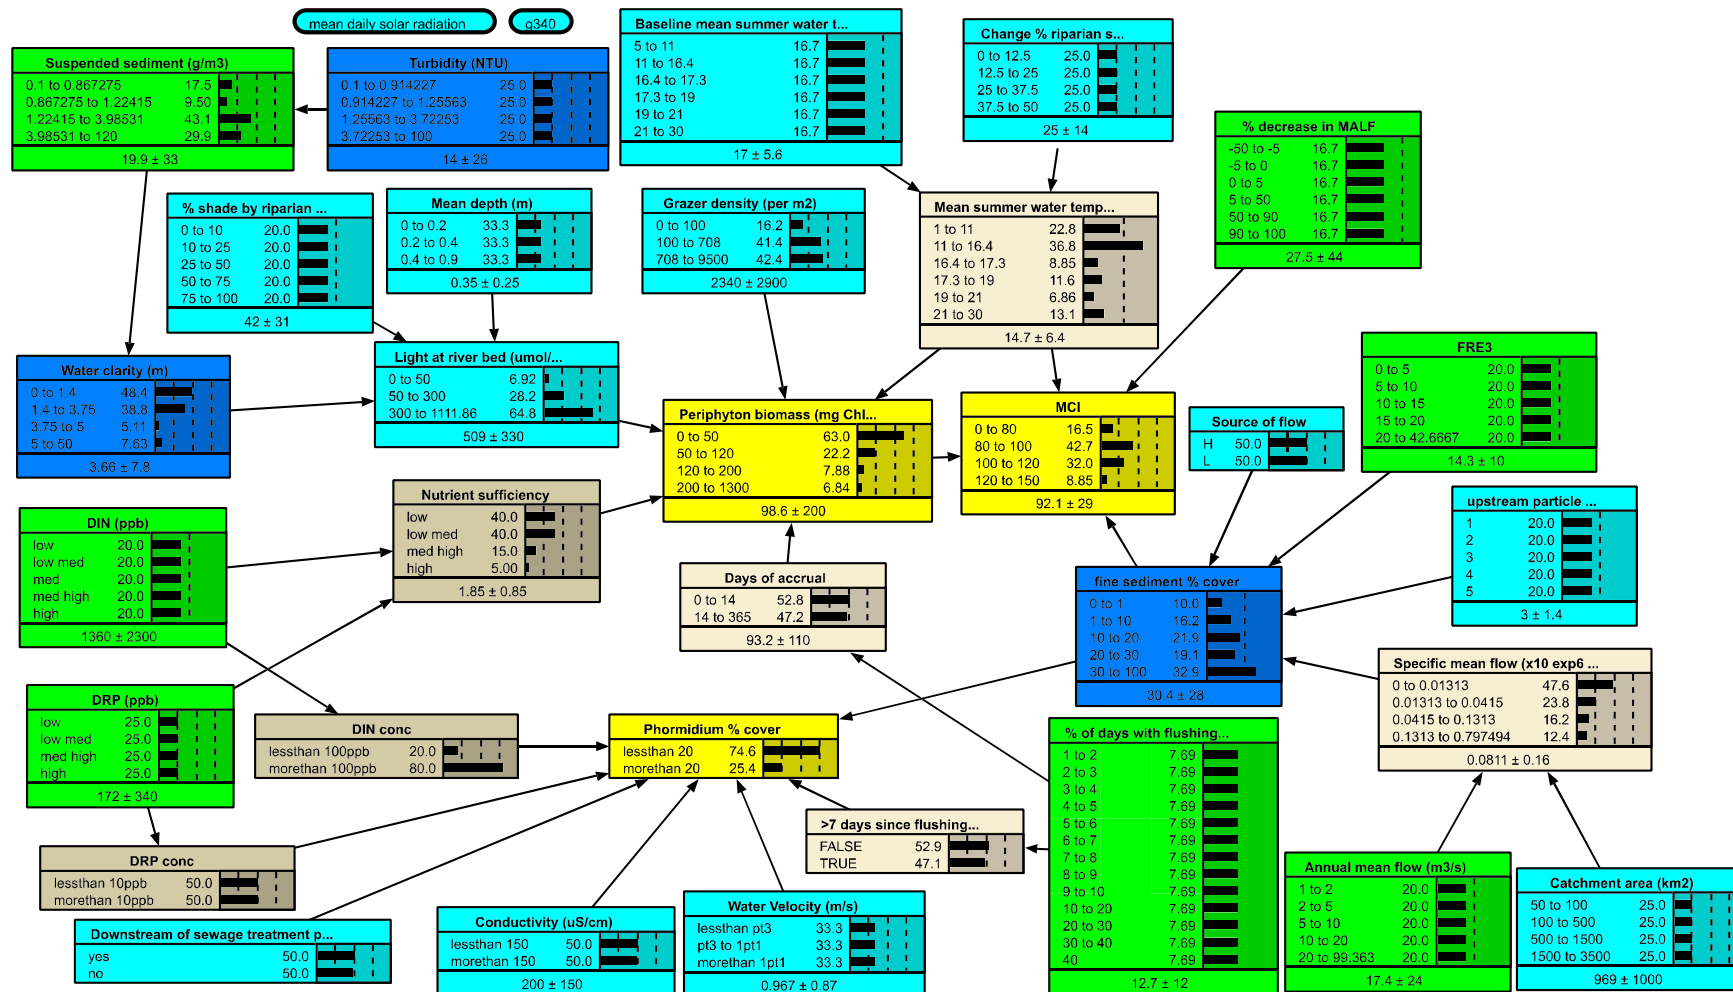 mean daily solar radiation
g340
Suspended sediment (g/m3)
0.1 to 0.867275 17.5
0.867275 to 1.22415 9.50
1.22415 to 3.98531 43.1
3.98531 to 120 29.9
19.9 ± 33
Turbidity (NTU)
0.1 to 0.914227 25.0
0.914227 to 1.25563 25.0
1.25563 to 3.72253 25.0
3.72253 to 100 25.0
14 ± 26
Baseline mean summer water t...
5 to 11 16.7
11 to 16.4 16.7
16.4 to 17.3 16.7
17.3 to 19 16.7
19 to 21 16.7
21 to 30 16.7
17 ± 5.6
Change % riparian s...
0 to 12.5 25.0
12.5 to 25 25.0
25 to 37.5 25.0
37.5 to 50 25.0
25 ± 14
% decrease in MALF
-50 to -5 16.7
-5 to 0 16.7
0 to 5 16.7
5 to 50 16.7
50 to 90 16.7
90 to 100 16.7
27.5 ± 44
% shade by riparian ...
0 to 10 20.0
10 to 25 20.0
25 to 50 20.0
50 to 75 20.0
75 to 100 20.0
42 ± 31
Mean depth (m)
0 to 0.2 33.3
0.2 to 0.4 33.3
0.4 to 0.9 33.3
0.35 ± 0.25
Grazer density (per m2)
0 to 100 16.2
100 to 708 41.4
708 to 9500 42.4
2340 ± 2900
Mean summer water temp...
1 to 11 22.8
11 to 16.4 36.8
16.4 to 17.3 8.85
17.3 to 19 11.6
19 to 21 6.86
21 to 30 13.1
14.7 ± 6.4
Water clarity (m)
0 to 1.4 48.4
1.4 to 3.75 38.8
3.75 to 5 5.11
5 to 50 7.63
3.66 ± 7.8
Light at river bed (umol/...
0 to 50 6.92
50 to 300 28.2
300 to 1111.86 64.8
509 ± 330
Periphyton biomass (mg Chl...
0 to 50 63.0
50 to 120 22.2
120 to 200 7.88
200 to 1300 6.84
98.6 ± 200
MCI
0 to 80 16.5
80 to 100 42.7
100 to 120 32.0
120 to 150 8.85
92.1 ± 29
Source of flow
H 50.0
L 50.0
FRE3
0 to 5 20.0
5 to 10 20.0
10 to 15 20.0
15 to 20 20.0
20 to 42.6667 20.0
14.3 ± 10
Nutrient sufficiency
low 40.0
low med 40.0
med high 15.0
high 5.00
1.85 ± 0.85
DIN (ppb)
low 20.0
low med 20.0
med 20.0
med high 20.0
high 20.0
1360 ± 2300
Days of accrual
0 to 14 52.8
14 to 365 47.2
93.2 ± 110
fine sediment % cover
0 to 1 10.0
1 to 10 16.2
10 to 20 21.9
20 to 30 19.1
30 to 100 32.9
30.4 ± 28
upstream particle ...
1 20.0
2 20.0
3 20.0
4 20.0
5 20.0
3 ± 1.4
Specific mean flow (x10 exp6 ...
0 to 0.01313 47.6
0.01313 to 0.0415 23.8
0.0415 to 0.1313 16.2
0.1313 to 0.797494 12.4
0.0811 ± 0.16
DRP (ppb)
low 25.0
low med 25.0
med high 25.0
high 25.0
172 ± 340
DIN conc
lessthan 100ppb 20.0
morethan 100ppb 80.0
Phormidium % cover
lessthan 20 74.6
morethan 20 25.4
% of days with flushing...
1 to 2 7.69
2 to 3 7.69
3 to 4 7.69
4 to 5 7.69
5 to 6 7.69
6 to 7 7.69
7 to 8 7.69
8 to 9 7.69
9 to 10 7.69
10 to 20 7.69
20 to 30 7.69
30 to 40 7.69
40 7.69
12.7 ± 12
>7 days since flushing...
FALSE 52.9
TRUE 47.1
DRP conc
lessthan 10ppb 50.0
morethan 10ppb 50.0
Downstream of sewage treatment p...
yes 50.0
no 50.0
Conductivity (uS/cm)
lessthan 150 50.0
morethan 150 50.0
200 ± 150
Water Velocity (m/s)
lessthan pt3 33.3
pt3 to 1pt1 33.3
morethan 1pt1 33.3
0.967 ± 0.87
Annual mean flow (m3/s)
1 to 2 20.0
2 to 5 20.0
5 to 10 20.0
10 to 20 20.0
20 to 99.363 20.0
17.4 ± 24
Catchment area (km2)
50 to 100 25.0
100 to 500 25.0
500 to 1500 25.0
1500 to 3500 25.0
969 ± 1000